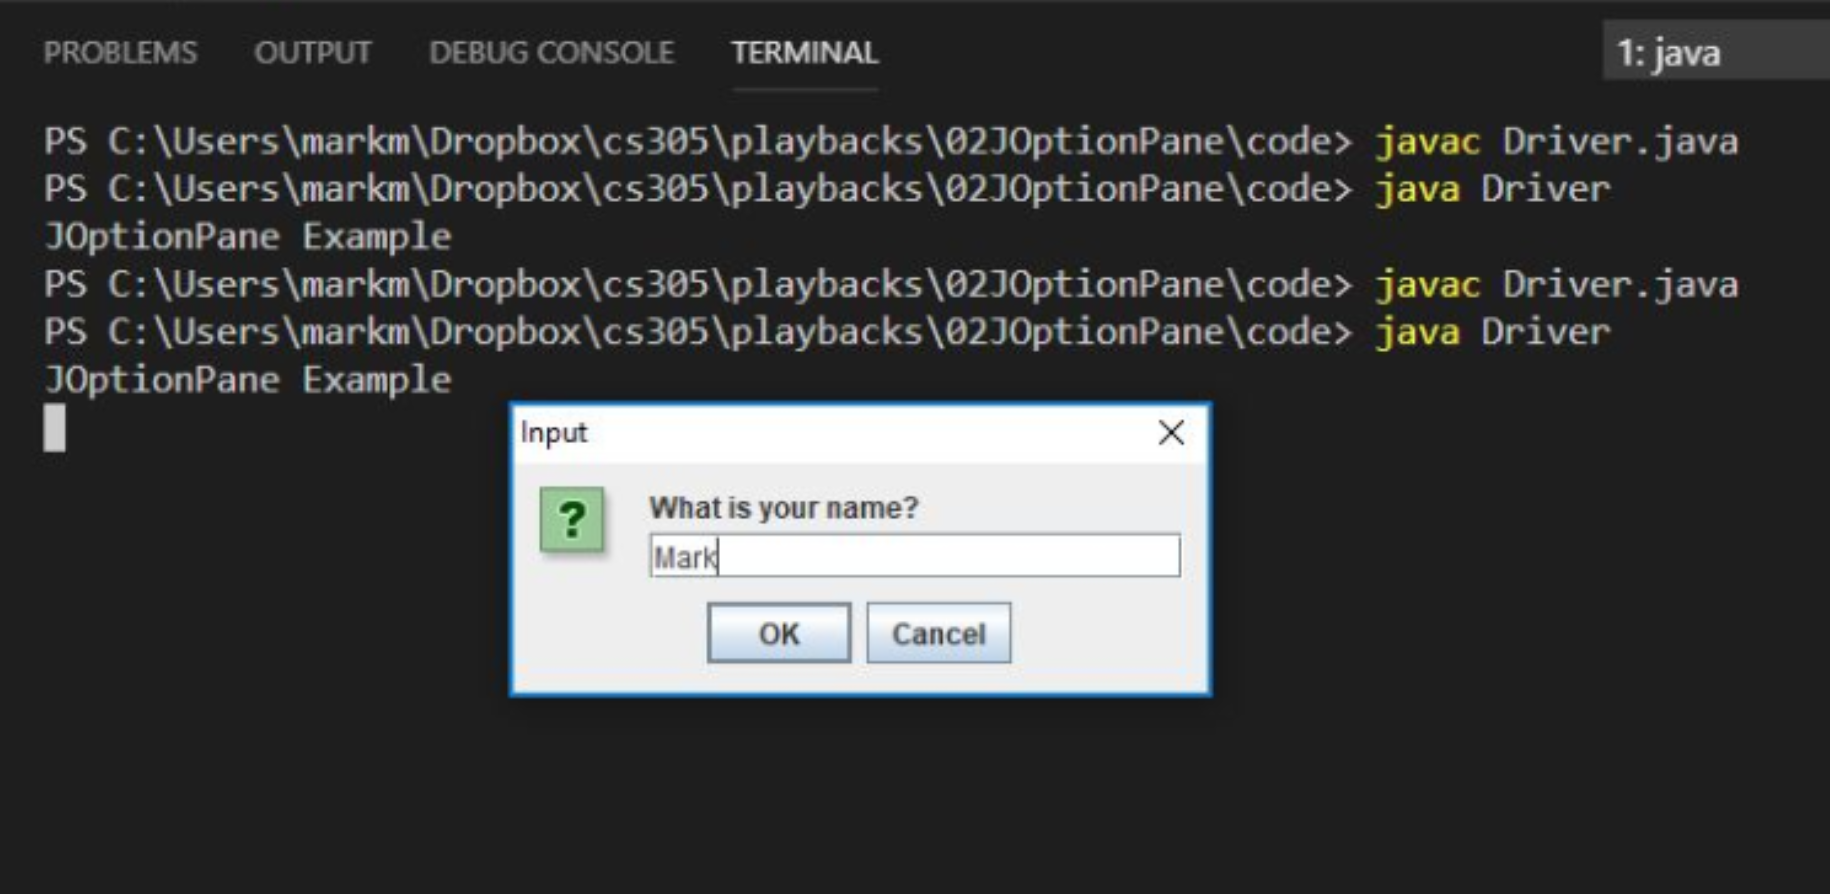 PROBLEMS OUTPUT DEBUG CONSOLE TERMINAL 1: java
PS C:\Users\markm\Dropbox\cs305\playbacks\02JOptionPane\code> javac Driver.java
PS C:\Users\markm\Dropbox\cs305\playbacks\02JOptionPane\code> java Driver
JOptionPane Example
PS C:\Users\markm\Dropbox\cs305\playbacks\02JOptionPane\code> javac Driver.java
PS C:\Users\markm\Dropbox\cs305\playbacks\02JOptionPane\code> java Driver
JOptionPane Example
Input
?
What is your name?
Mark
OK Cancel